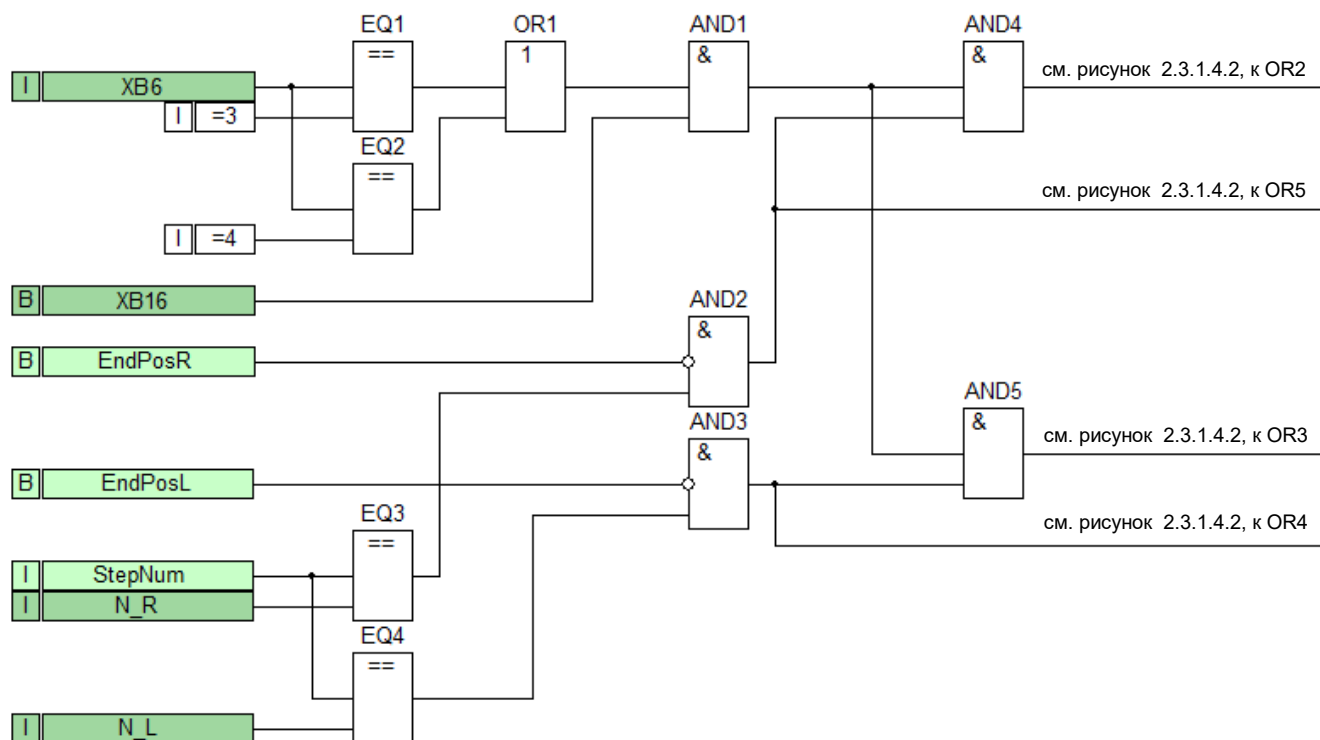 EQ1 OR1 AND1 AND4
== 1 & &
см. рисунок 2.3.1.4.2, к OR2
I XB6
I =3
EQ2
==
см. рисунок 2.3.1.4.2, к OR5
I =4
B XB16
AND2
&
B EndPosR
AND5
&
AND3
&
см. рисунок 2.3.1.4.2, к OR3
B EndPosL
EQ3
==
см. рисунок 2.3.1.4.2, к OR4
I StepNum
I N_R
EQ4
==
I N_L